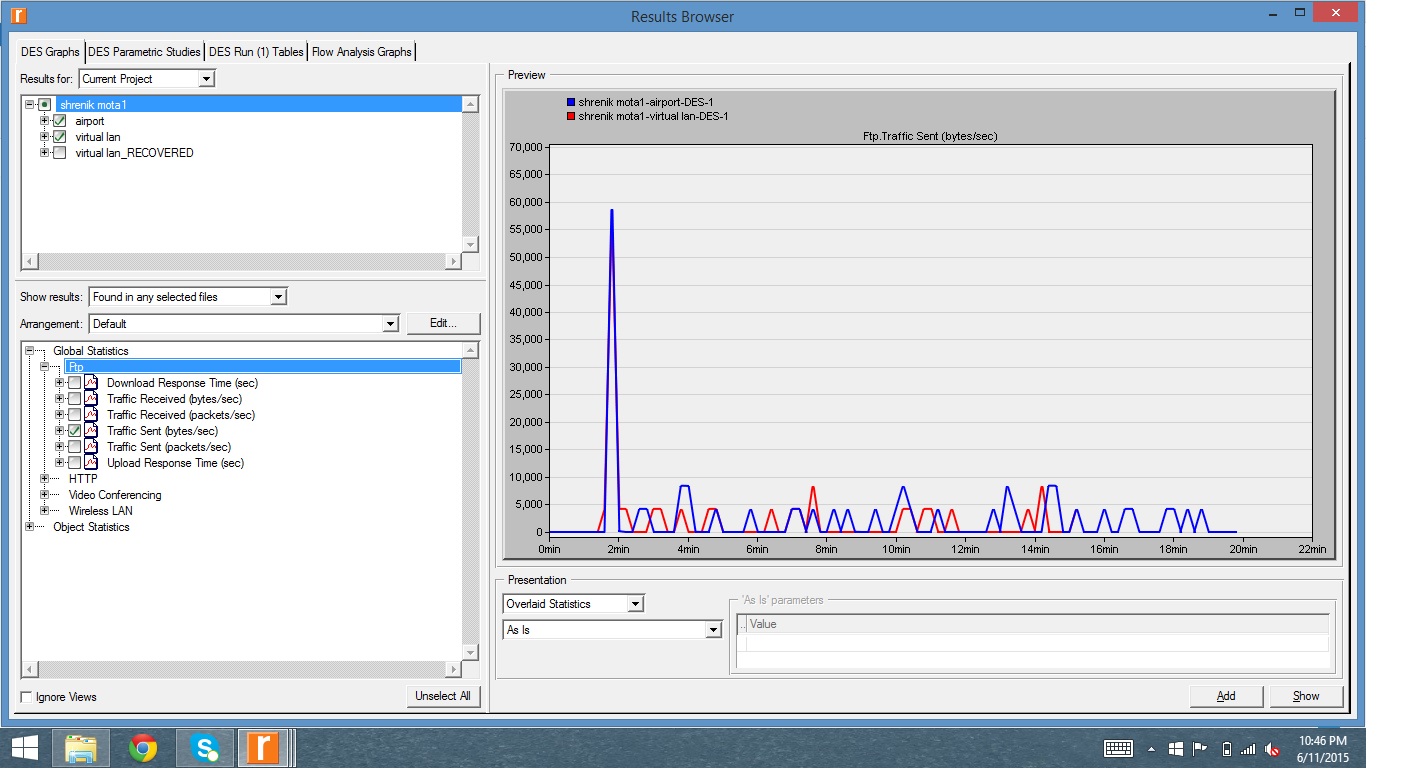 Results Browser
DES Graphs DES Parametric Studies DES Run (1) Tables Flow Analysis Graphs
Results for: Current Project
shrenik mota1
airport
virtual lan
virtual lan_RECOVERED
Show results: Found in any selected files
Arrangement: Default Edit...
Global Statistics
Ftp
Download Response Time (sec)
Traffic Received (bytes/sec)
Traffic Received (packets/sec)
Traffic Sent (bytes/sec)
Traffic Sent (packets/sec)
Upload Response Time (sec)
HTTP
Video Conferencing
Wireless LAN
Object Statistics
Ignore Views Unselect All
Preview
shrenik mota1-airport-DES-1
shrenik mota1-virtual lan-DES-1
Ftp.Traffic Sent (bytes/sec)
70,000
65,000
60,000
55,000
50,000
45,000
40,000
35,000
30,000
25,000
20,000
15,000
10,000
5,000
0
0min 2min 4min 6min 8min 10min 12min 14min 16min 18min 20min 22min
Presentation
Overlaid Statistics
As Is
'As Is' parameters
.. Value
Add Show
10:46 PM
6/11/2015